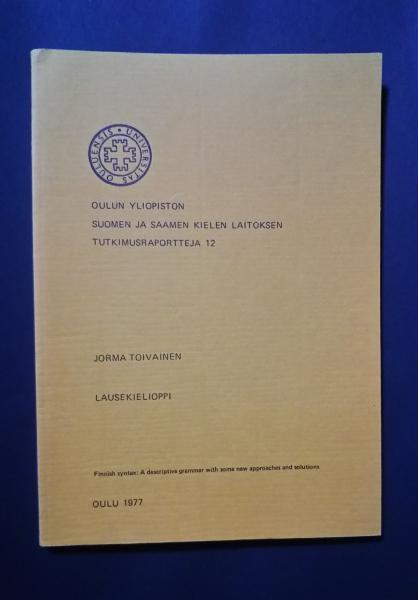 UNIVERSITAS OULUENSIS
OULUN YLIOPISTON
SUOMEN JA SAAMEN KIELEN LAITOKSEN
TUTKIMUSRAPORTTEJA 12
JORMA TOIVAINEN
LAUSEKIELIOPPI
Finnish syntax: A descriptive grammar with some new approaches and solutions
OULU 1977